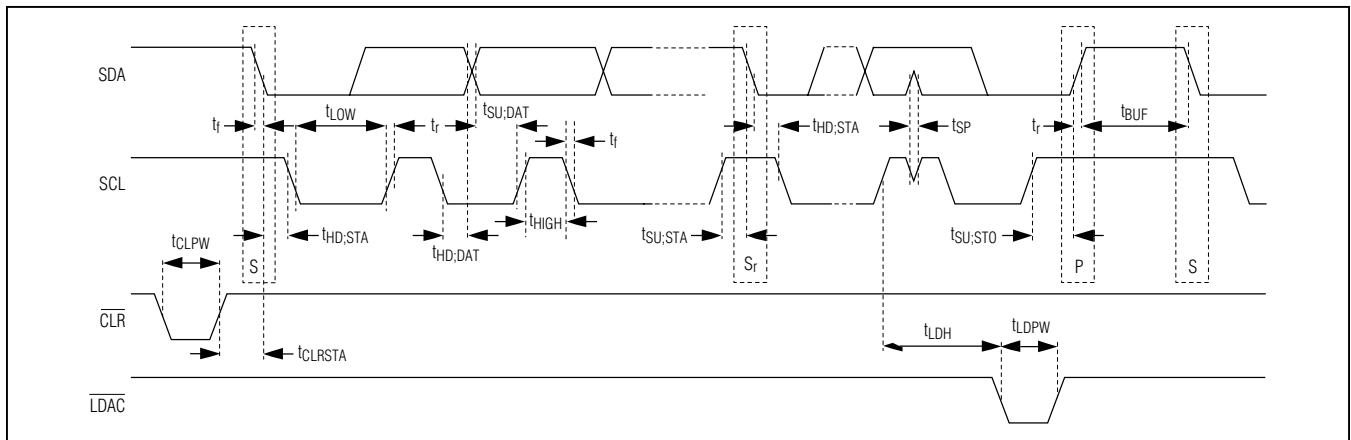 SDA
tf
tLOW
tr
tSU;DAT
tf
tHD;STA
tSP
tr
tBUF
SCL
tCLPW
tHD;STA
tHD;DAT
tHIGH
tSU;STA
tSU;STO
S
Sr
P
S
CLR
tCLRSTA
tLDH
tLDPW
LDAC